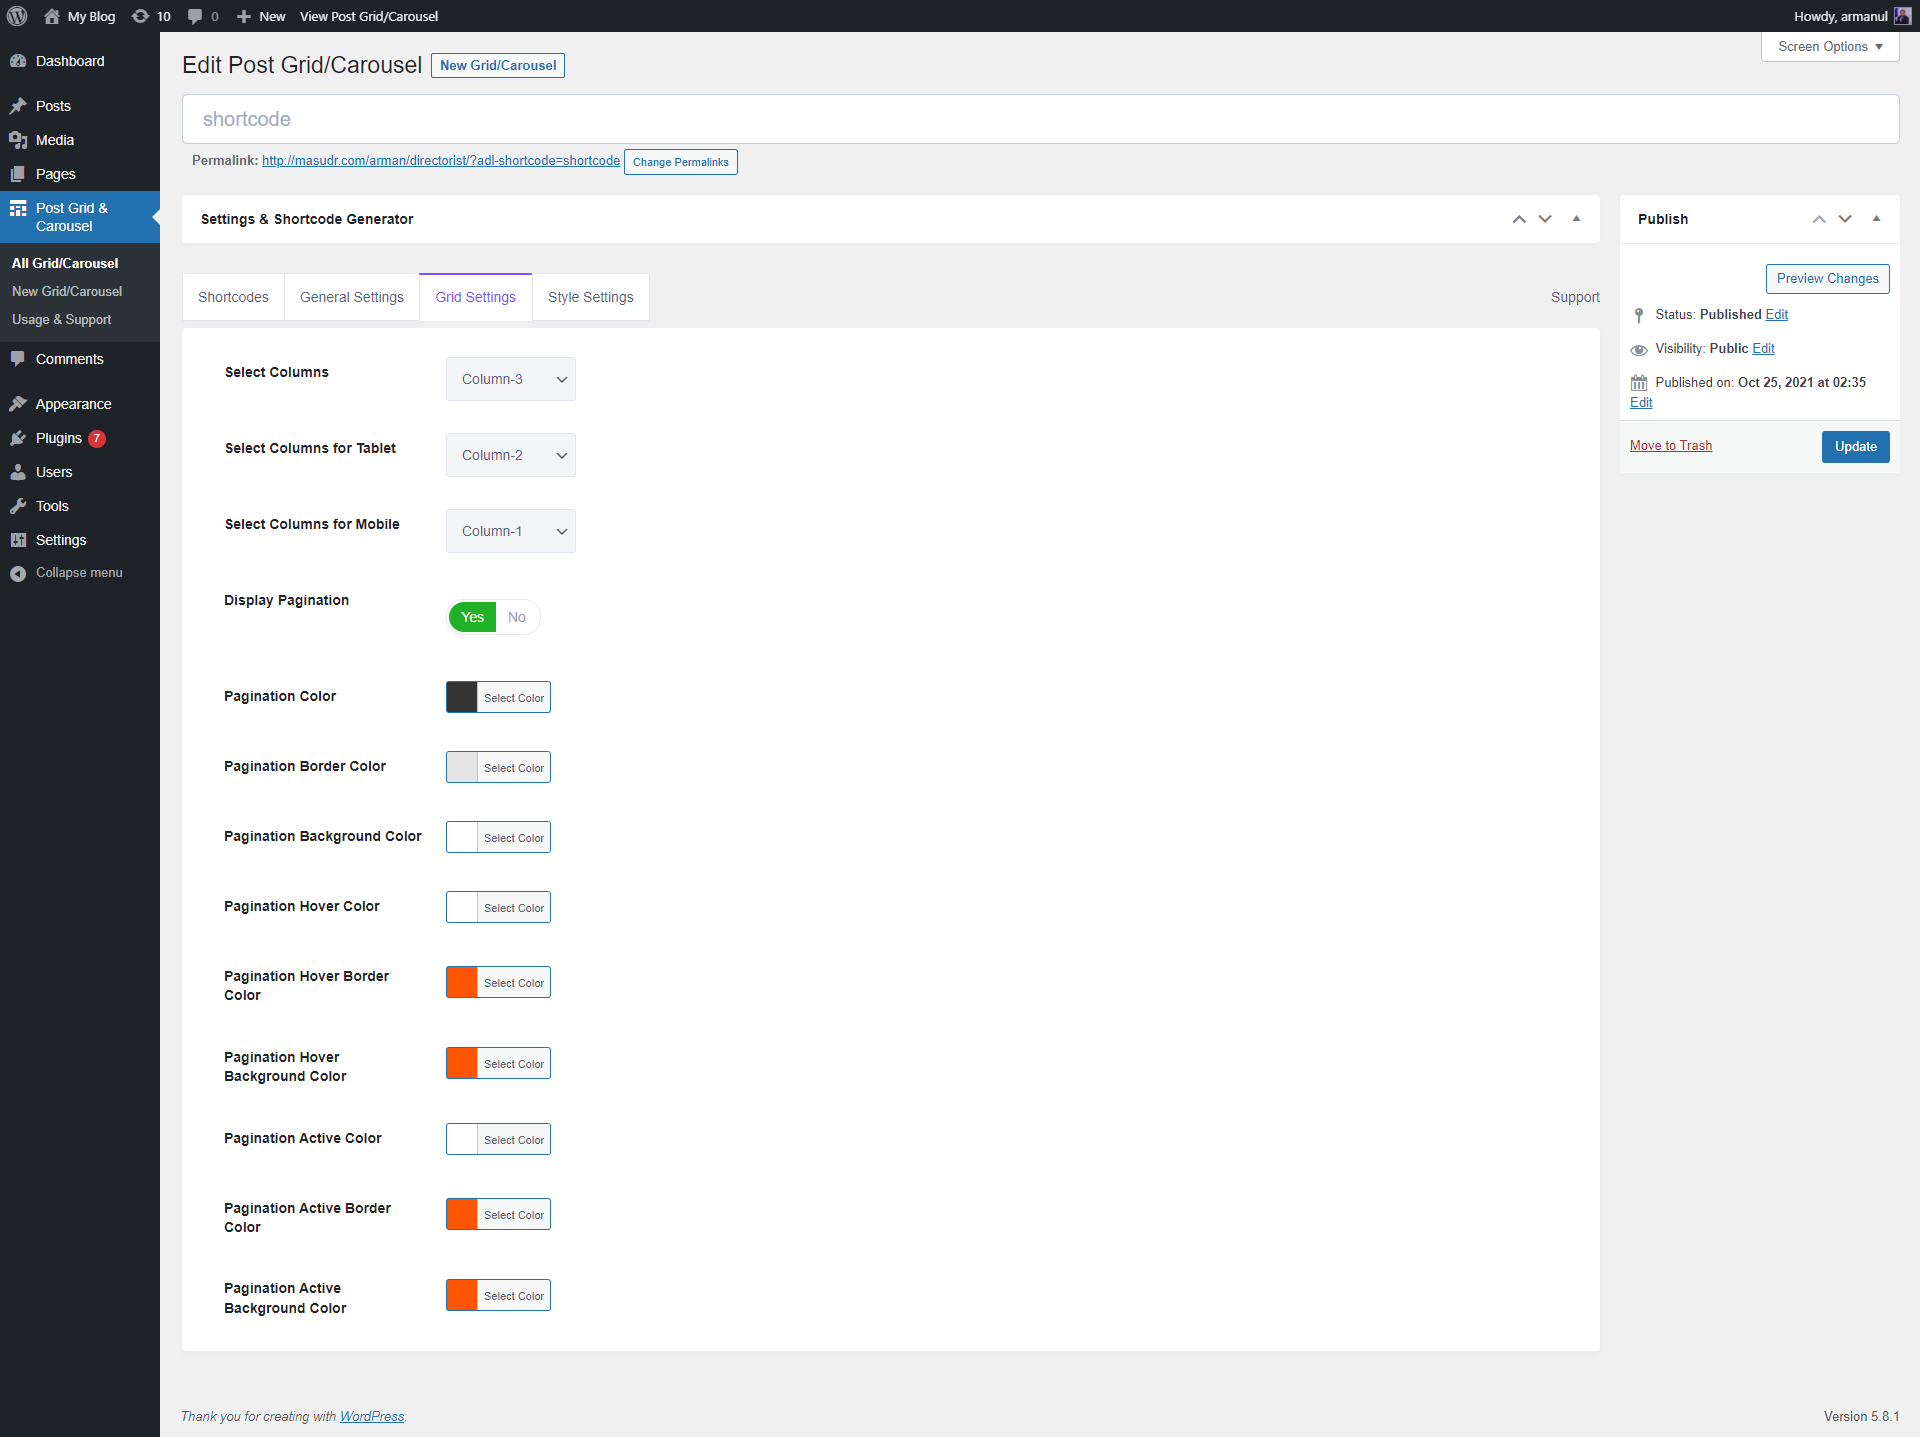 My Blog 10 0 New View Post Grid/Carousel Howdy, armanul
Screen Options
Dashboard
Posts
Media
Pages
Post Grid &
Carousel
All Grid/Carousel
New Grid/Carousel
Usage & Support
Comments
Appearance
Plugins 7
Users
Tools
Settings
Collapse menu
Edit Post Grid/Carousel New Grid/Carousel
shortcode
Permalink: http://masudr.com/arman/directorist/?adl-shortcode=shortcode Change Permalinks
Settings & Shortcode Generator
Shortcodes General Settings Grid Settings Style Settings Support
Select Columns Column-3
Select Columns for Tablet Column-2
Select Columns for Mobile Column-1
Display Pagination Yes No
Pagination Color Select Color
Pagination Border Color Select Color
Pagination Background Color Select Color
Pagination Hover Color Select Color
Pagination Hover Border
Color Select Color
Pagination Hover
Background Color Select Color
Pagination Active Color Select Color
Pagination Active Border
Color Select Color
Pagination Active
Background Color Select Color
Publish
Preview Changes
Status: Published Edit
Visibility: Public Edit
Published on: Oct 25, 2021 at 02:35
Edit
Move to Trash Update
Thank you for creating with WordPress. Version 5.8.1